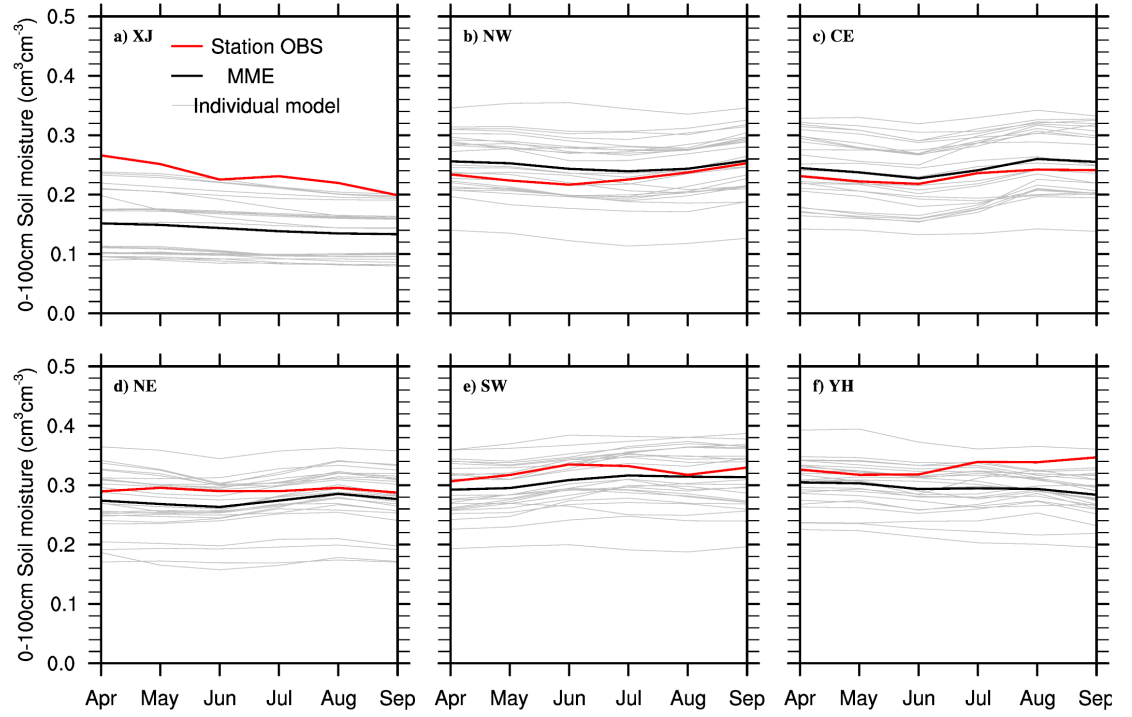 0-100cm Soil moisture (cm³cm⁻³)
0.5
0.4
0.3
0.2
0.1
0.0
a) XJ
Station OBS
MME
Individual model
b) NW
c) CE
0-100cm Soil moisture (cm³cm⁻³)
0.5
0.4
0.3
0.2
0.1
0.0
d) NE
e) SW
f) YH
Apr May Jun Jul Aug Sep
Apr May Jun Jul Aug Sep
Apr May Jun Jul Aug Sep